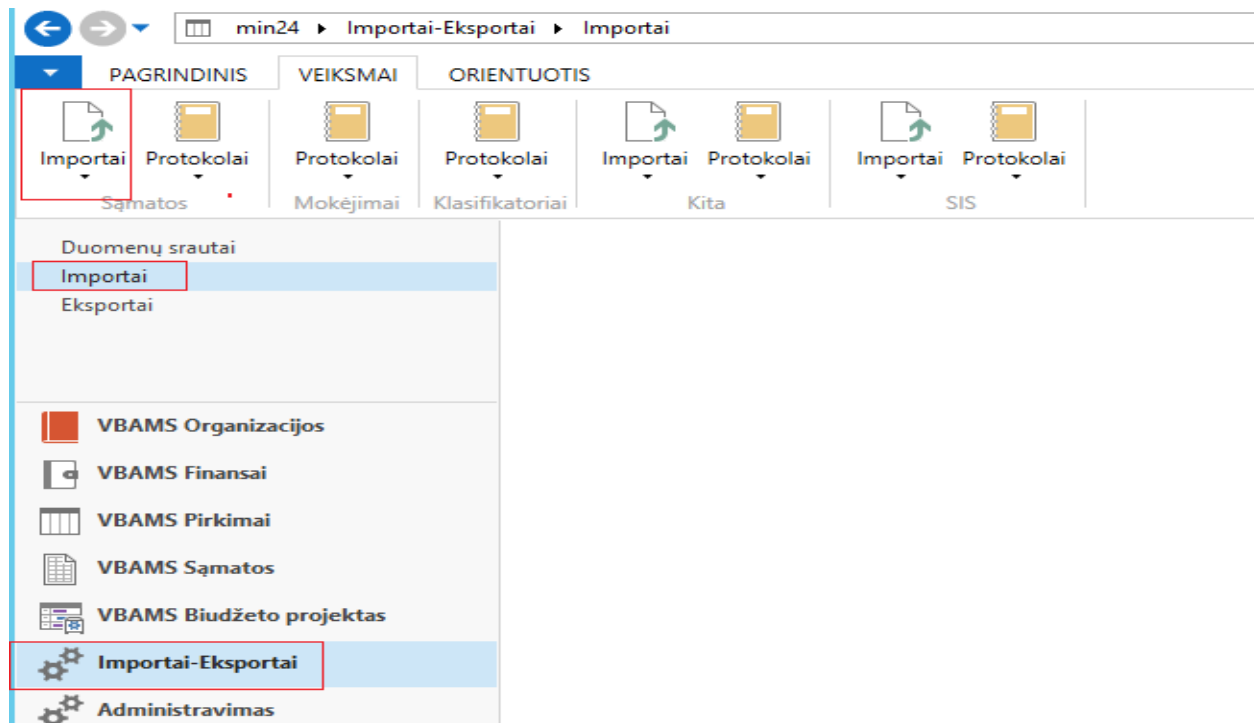 min24 ▸ Importai-Eksportai ▸ Importai
PAGRINDINIS VEIKSMAI ORIENTUOTIS
Importai Protokolai Protokolai Protokolai Importai Protokolai Importai Protokolai
Sąmatos Mokėjimai Klasifikatoriai Kita SIS
Duomenų srautai
Importai
Eksportai
VBAMS Organizacijos
VBAMS Finansai
VBAMS Pirkimai
VBAMS Sąmatos
VBAMS Biudžeto projektas
Importai-Eksportai
Administravimas